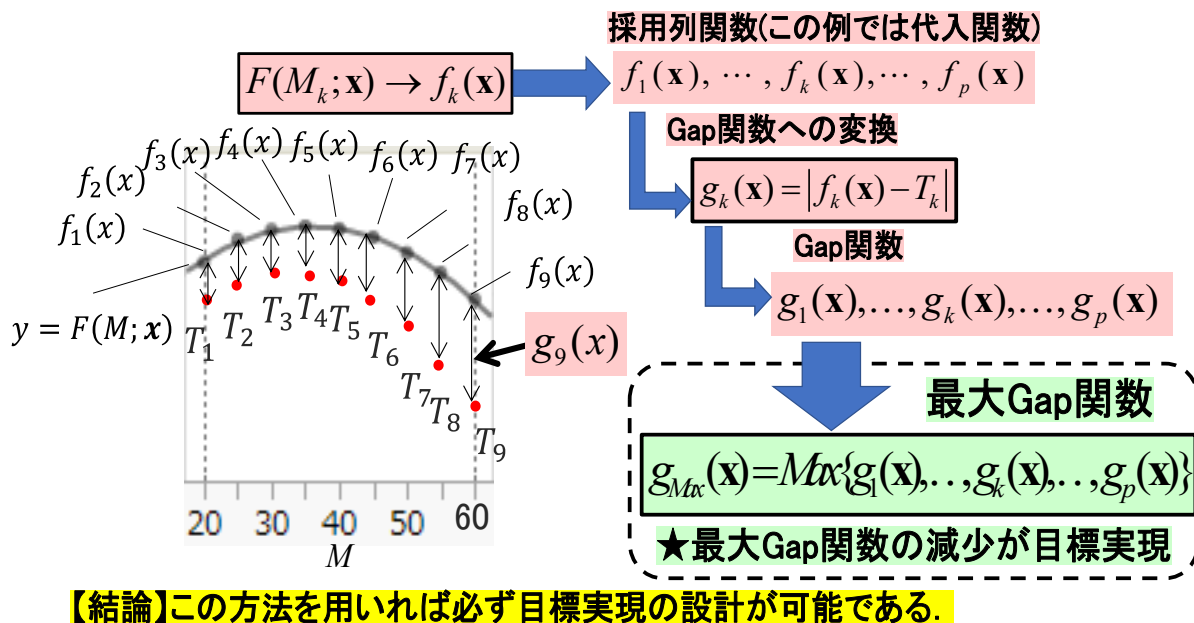 採用列関数(この例では代入関数)
F(M_k;𝐱) → f_k(𝐱)
f_1(𝐱), ⋯ , f_k(𝐱),⋯ , f_p(𝐱)
Gap関数への変換
g_k(𝐱) = |f_k(𝐱) − T_k|
Gap関数
g_1(𝐱),…, g_k(𝐱),…, g_p(𝐱)
最大Gap関数
g_Max(𝐱)=Max{g_1(𝐱),..,g_k(𝐱),..,g_p(𝐱)}
★最大Gap関数の減少が目標実現
f_1(x)
f_2(x)
f_3(x)
f_4(x)
f_5(x)
f_6(x)
f_7(x)
f_8(x)
f_9(x)
y = F(M; 𝒙)
T_1
T_2
T_3
T_4
T_5
T_6
T_7
T_8
T_9
g_9(x)
20 30 40 50 60
M
【結論】この方法を用いれば必ず目標実現の設計が可能である.